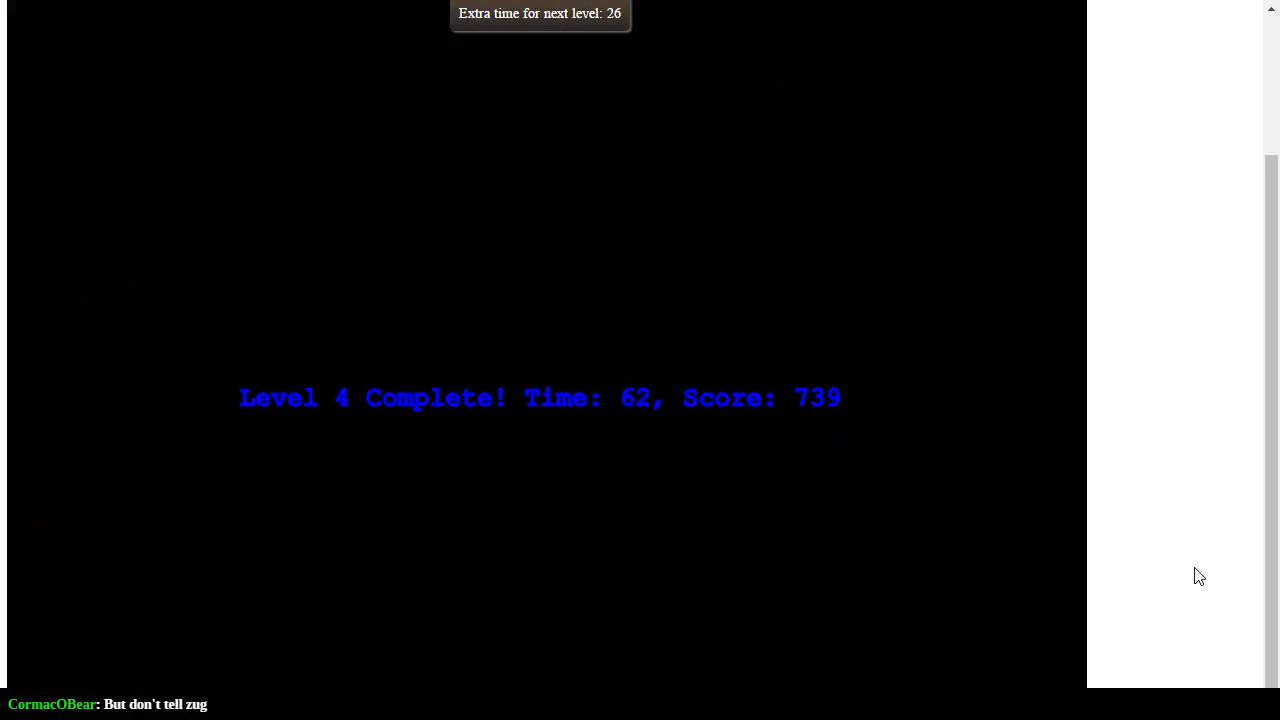 Extra time for next level: 26
Level 4 Complete! Time: 62, Score: 739
CormacOBear: But don't tell zug